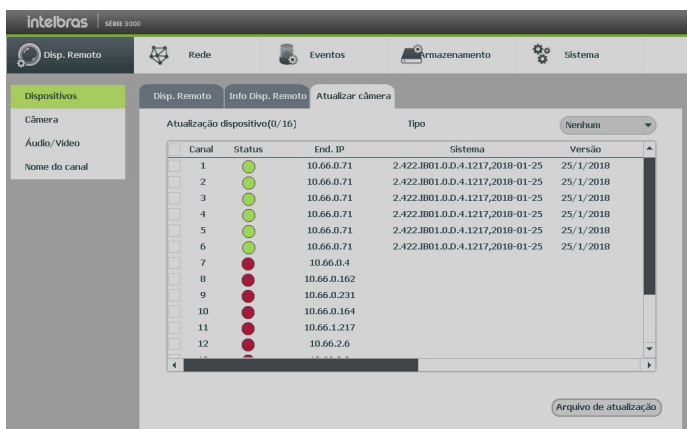 intelbras SÉRIE 3000
Disp. Remoto Rede Eventos Armazenamento Sistema
Dispositivos
Câmera
Áudio/Video
Nome do canal
Disp. Remoto Info Disp. Remoto Atualizar câmera
Atualização dispositivo(0/16) Tipo Nenhum
Canal Status End. IP Sistema Versão
1 10.66.0.71 2.422.IB01.0.D.4.1217,2018-01-25 25/1/2018
2 10.66.0.71 2.422.IB01.0.D.4.1217,2018-01-25 25/1/2018
3 10.66.0.71 2.422.IB01.0.D.4.1217,2018-01-25 25/1/2018
4 10.66.0.71 2.422.IB01.0.D.4.1217,2018-01-25 25/1/2018
5 10.66.0.71 2.422.IB01.0.D.4.1217,2018-01-25 25/1/2018
6 10.66.0.71 2.422.IB01.0.D.4.1217,2018-01-25 25/1/2018
7 10.66.0.4
8 10.66.0.162
9 10.66.0.231
10 10.66.0.164
11 10.66.1.217
12 10.66.2.6
Arquivo de atualização